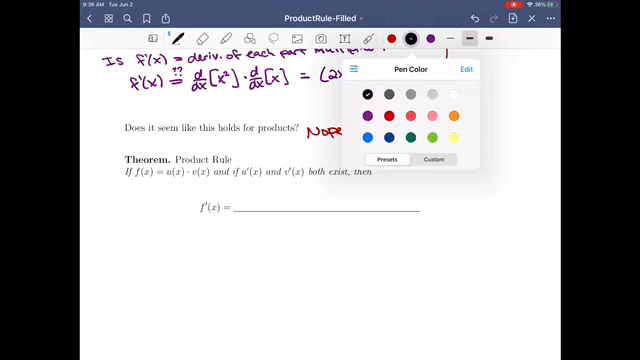 9:36 AM Tue Jun 2
ProductRule-Filled
36%
Is f'(x) = deriv. of each part
f'(x) ?? = d/dx [x²] · d/dx [x] = (2x
Pen Color
Edit
Does it seem like this holds for products? Nope
Theorem. Product Rule
Presets
Custom
If f(x) = u(x) · v(x) and if u'(x) and v'(x) both exist, then
f'(x) =